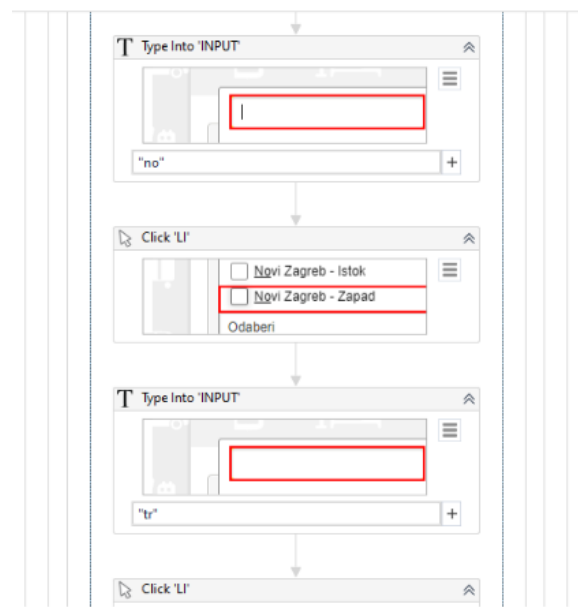 T Type Into 'INPUT'
"no"
+
Click 'LI'
Novi Zagreb - Istok
Novi Zagreb - Zapad
Odaberi
T Type Into 'INPUT'
"tr"
+
Click 'LI'